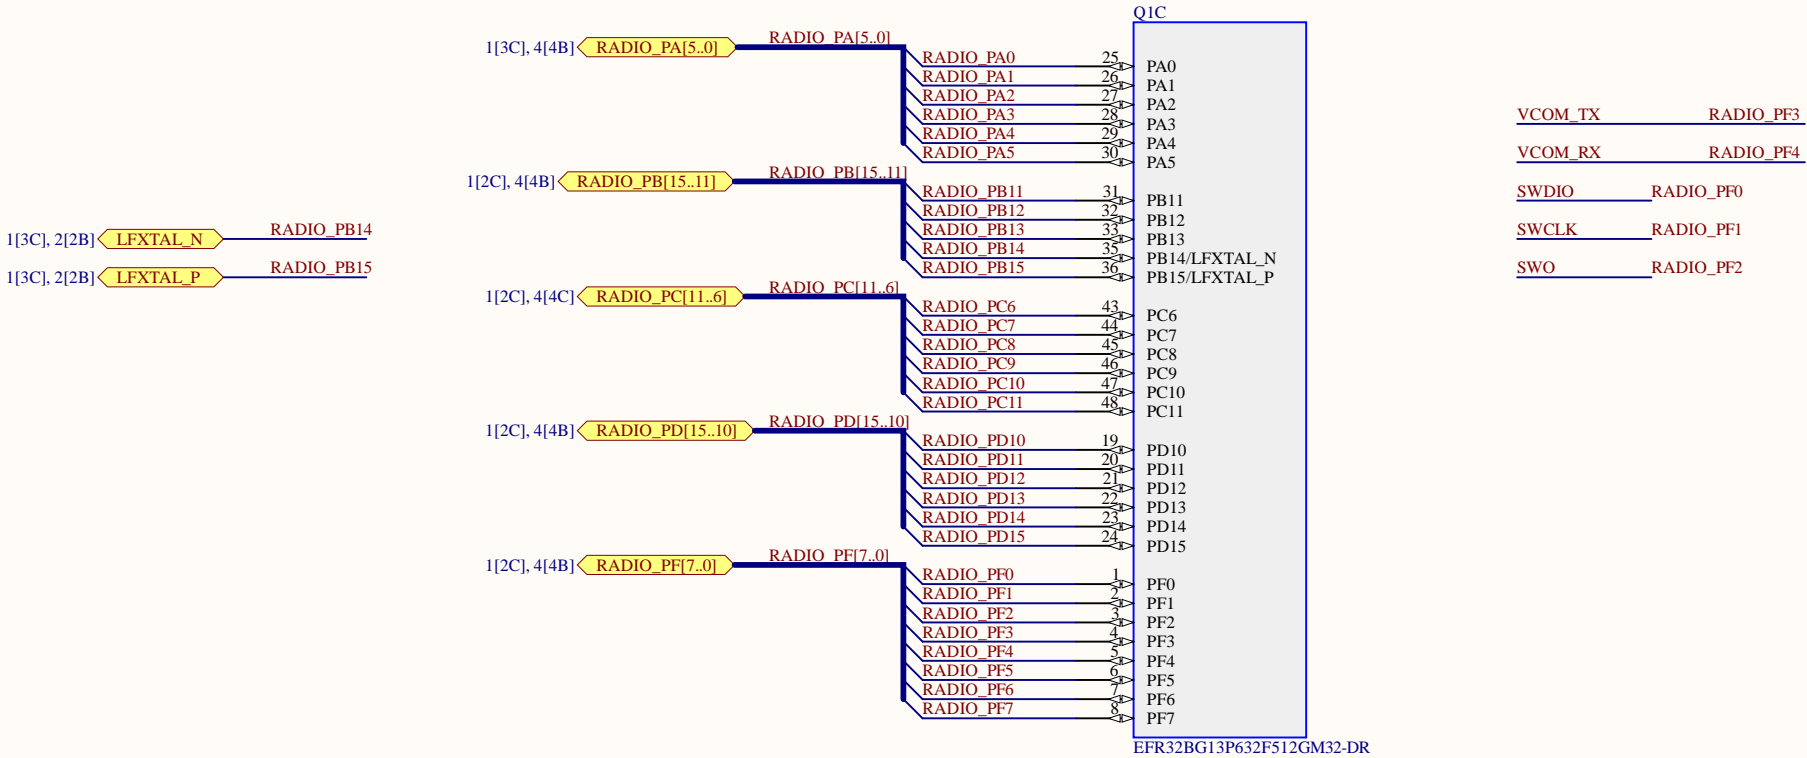 Q1C
1[3C], 4[4B] RADIO_PA[5..0] RADIO_PA[5..0]
RADIO_PA0 25 PA0
RADIO_PA1 26 PA1
RADIO_PA2 27 PA2
RADIO_PA3 28 PA3
RADIO_PA4 29 PA4
RADIO_PA5 30 PA5
1[2C], 4[4B] RADIO_PB[15..11] RADIO_PB[15..11]
RADIO_PB11 31 PB11
RADIO_PB12 32 PB12
RADIO_PB13 33 PB13
RADIO_PB14 35 PB14/LFXTAL_N
RADIO_PB15 36 PB15/LFXTAL_P
1[3C], 2[2B] LFXTAL_N RADIO_PB14
1[3C], 2[2B] LFXTAL_P RADIO_PB15
1[2C], 4[4C] RADIO_PC[11..6] RADIO_PC[11..6]
RADIO_PC6 43 PC6
RADIO_PC7 44 PC7
RADIO_PC8 45 PC8
RADIO_PC9 46 PC9
RADIO_PC10 47 PC10
RADIO_PC11 48 PC11
1[2C], 4[4B] RADIO_PD[15..10] RADIO_PD[15..10]
RADIO_PD10 19 PD10
RADIO_PD11 20 PD11
RADIO_PD12 21 PD12
RADIO_PD13 22 PD13
RADIO_PD14 23 PD14
RADIO_PD15 24 PD15
1[2C], 4[4B] RADIO_PF[7..0] RADIO_PF[7..0]
RADIO_PF0 1 PF0
RADIO_PF1 2 PF1
RADIO_PF2 3 PF2
RADIO_PF3 4 PF3
RADIO_PF4 5 PF4
RADIO_PF5 6 PF5
RADIO_PF6 7 PF6
RADIO_PF7 8 PF7
EFR32BG13P632F512GM32-DR
VCOM_TX RADIO_PF3
VCOM_RX RADIO_PF4
SWDIO RADIO_PF0
SWCLK RADIO_PF1
SWO RADIO_PF2